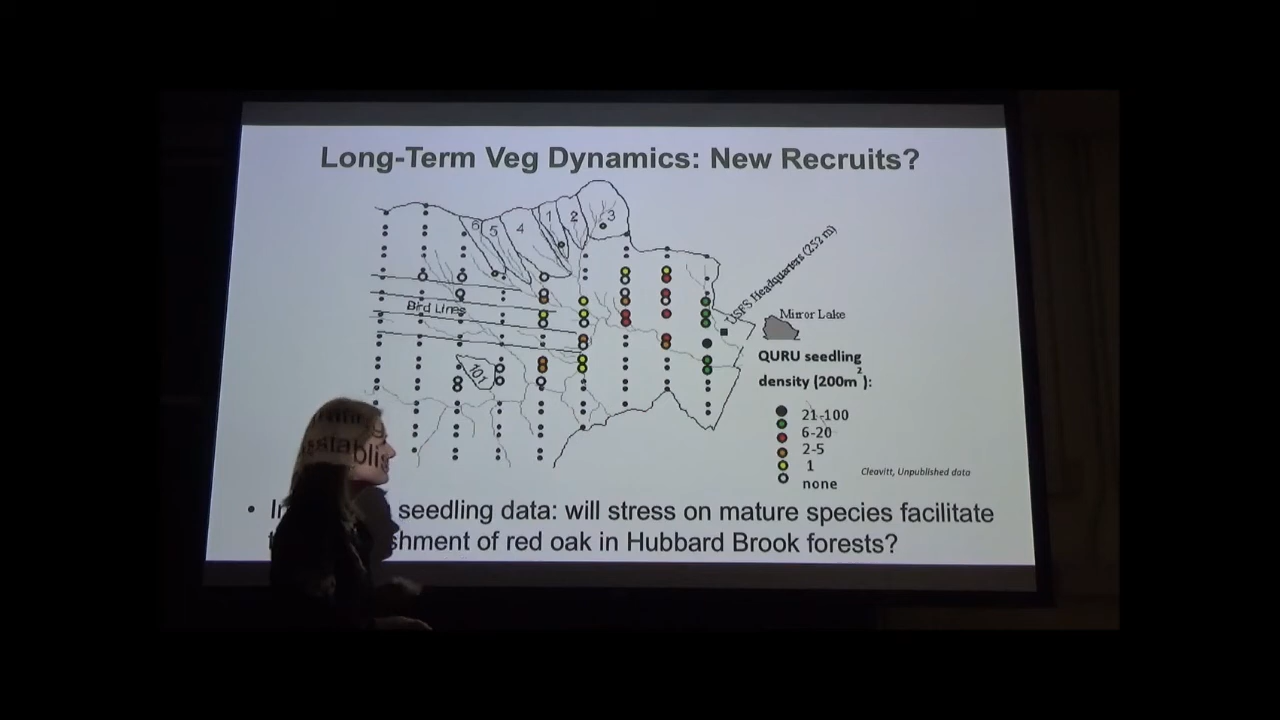 Long-Term Veg Dynamics: New Recruits?
6
5
4
1
2
3
USFS Headquarters (252 m)
Bird Lines
Mirror Lake
101
QURU seedling
density (200m2):
21-100
6-20
2-5
1
none
Cleavitt, Unpublished data
• seedling data: will stress on mature species facilitate
of red oak in Hubbard Brook forests?